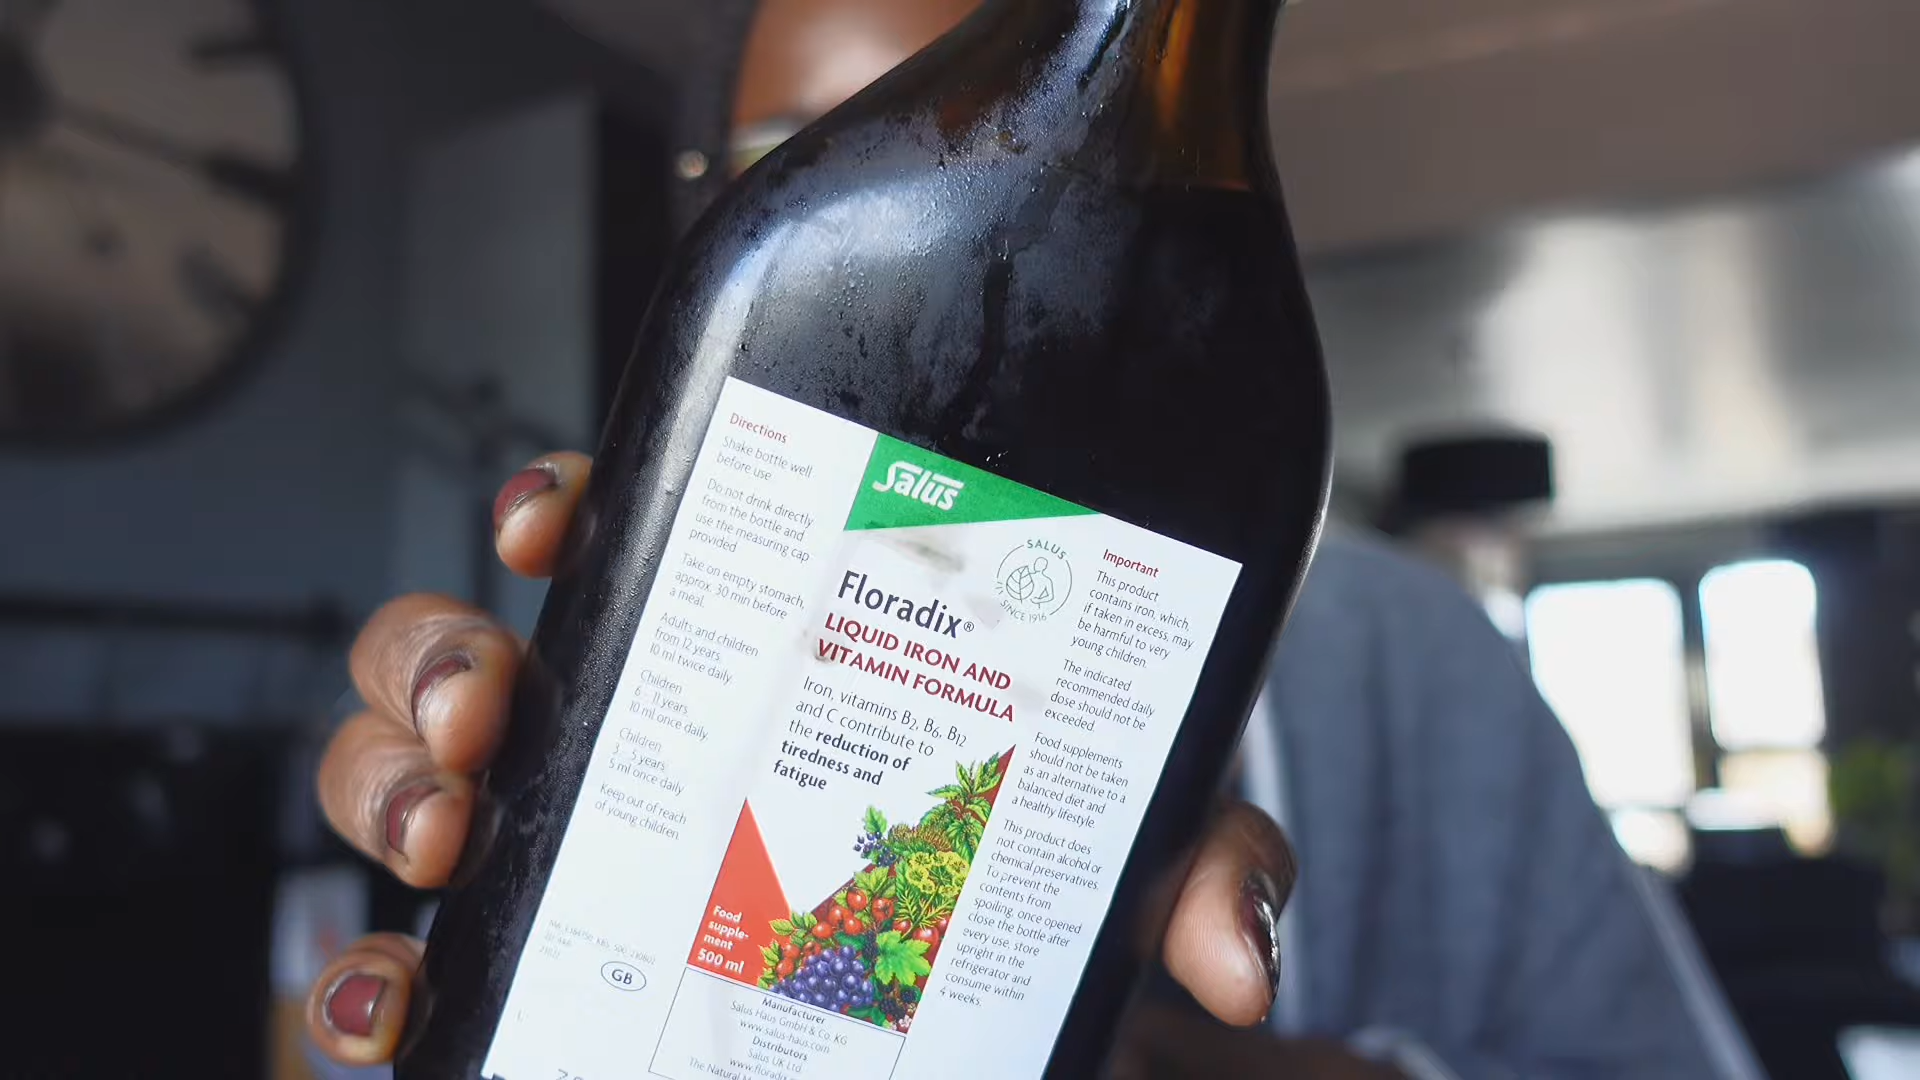 Directions
Shake bottle well
before use
Do not drink directly
from the bottle and
use the measuring cap
provided
Take on empty stomach,
approx. 30 min before
a meal.
Adults and children
from 12 years
10 ml twice daily.
Children
6 - 11 years
10 ml once daily.
Children
3 - 5 years
5 ml once daily
Keep out of reach
of young children.
GB
Salus
SALUS
SINCE 1916
Floradix®
LIQUID IRON AND
VITAMIN FORMULA
Iron, vitamins B2, B6, B12
and C contribute to
the reduction of
tiredness and
fatigue
Food
supple-
ment
500 ml
Manufacturer
Salus Haus GmbH & Co. KG
www.salus-haus.com
Distributors
Salus UK Ltd
The Natural
Important
This product
contains iron, which,
if taken in excess, may
be harmful to very
young children.
The indicated
recommended daily
dose should not be
exceeded.
Food supplements
should not be taken
as an alternative to a
balanced diet and
a healthy lifestyle.
This product does
not contain alcohol or
chemical preservatives.
To prevent the
contents from
spoiling, once opened
close the bottle after
every use, store
upright in the
refrigerator and
consume within
4 weeks.